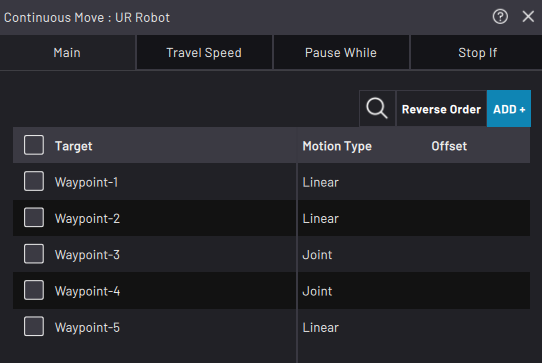 Continuous Move : UR Robot
Main Travel Speed Pause While Stop If
Reverse Order ADD +
Target Motion Type Offset
Waypoint-1 Linear
Waypoint-2 Linear
Waypoint-3 Joint
Waypoint-4 Joint
Waypoint-5 Linear